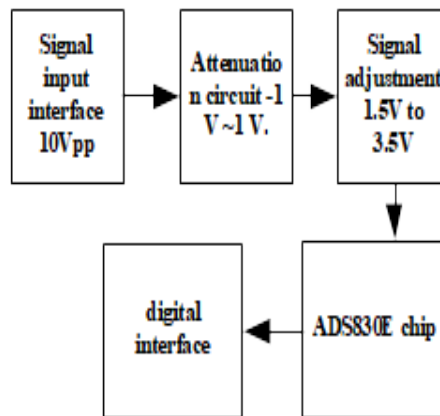 Signal
input
interface
10Vpp
Attenuatio
n circuit -1
V ~1 V.
Signal
adjustment
1.5V to
3.5V
digital
interface
ADS830E chip